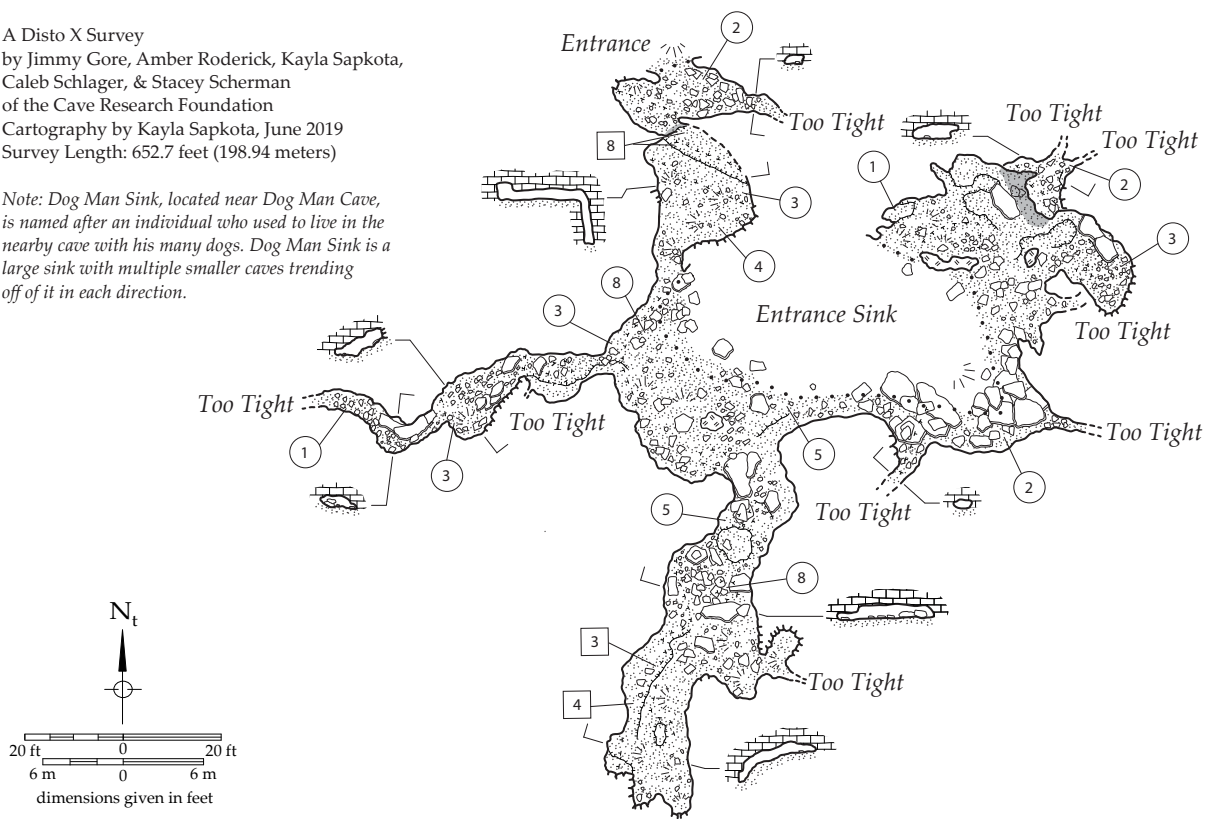 A Disto X Survey
by Jimmy Gore, Amber Roderick, Kayla Sapkota,
Caleb Schlager, & Stacey Scherman
of the Cave Research Foundation
Cartography by Kayla Sapkota, June 2019
Survey Length: 652.7 feet (198.94 meters)
Note: Dog Man Sink, located near Dog Man Cave,
is named after an individual who used to live in the
nearby cave with his many dogs. Dog Man Sink is a
large sink with multiple smaller caves trending
off of it in each direction.
Entrance
2
Too Tight
8
3
4
Too Tight
Too Tight
1
2
3
Too Tight
Entrance Sink
8
3
Too Tight
Too Tight
1
3
5
Too Tight
2
Too Tight
5
8
3
4
Too Tight
Nt
20 ft
0
20 ft
6 m
0
6 m
dimensions given in feet